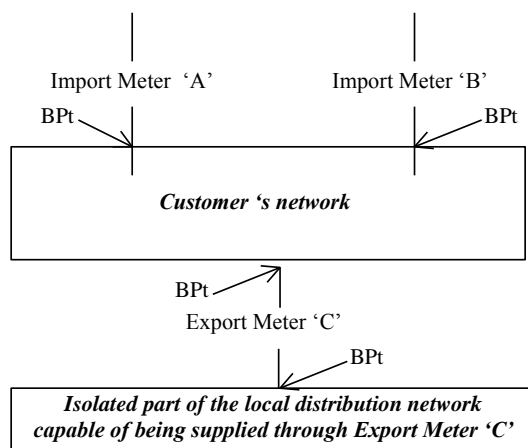 Import Meter ‘A’ Import Meter ‘B’
BPt BPt
Customer ‘s network
BPt
Export Meter ‘C’
BPt
Isolated part of the local distribution network
capable of being supplied through Export Meter ‘C’